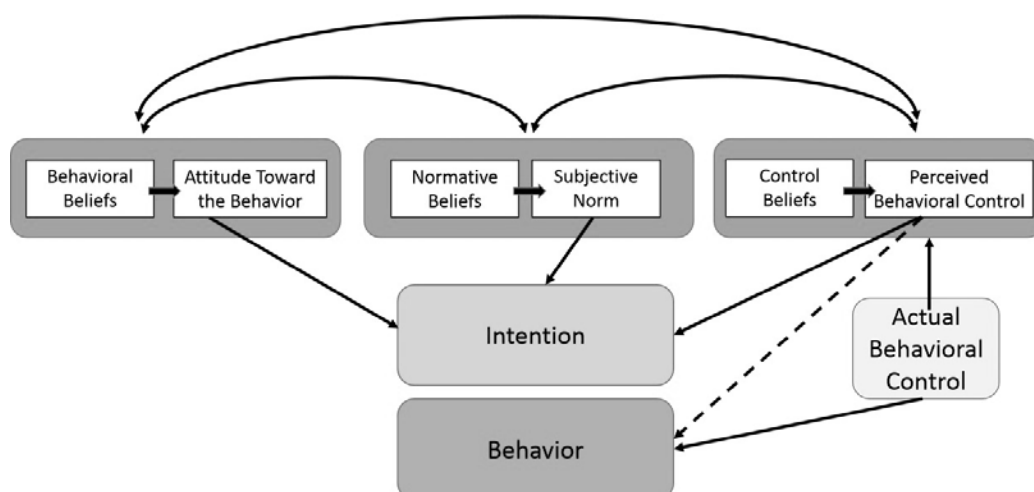 Behavioral
Beliefs
Attitude Toward
the Behavior
Normative
Beliefs
Subjective
Norm
Control
Beliefs
Perceived
Behavioral Control
Intention
Actual
Behavioral
Control
Behavior